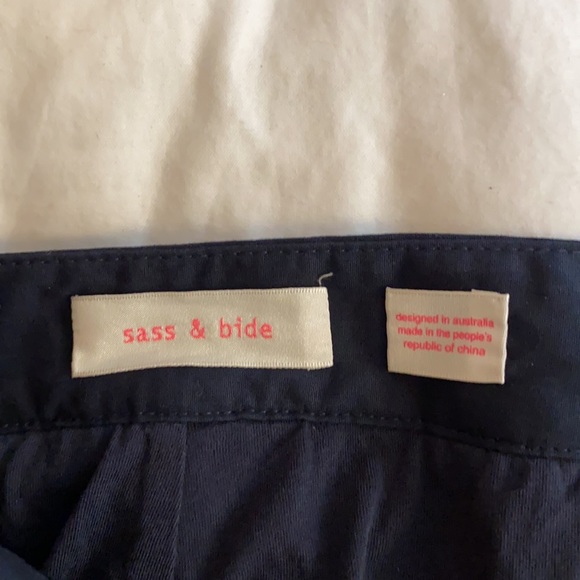 sass & bide
designed in australia
made in the people's
republic of china